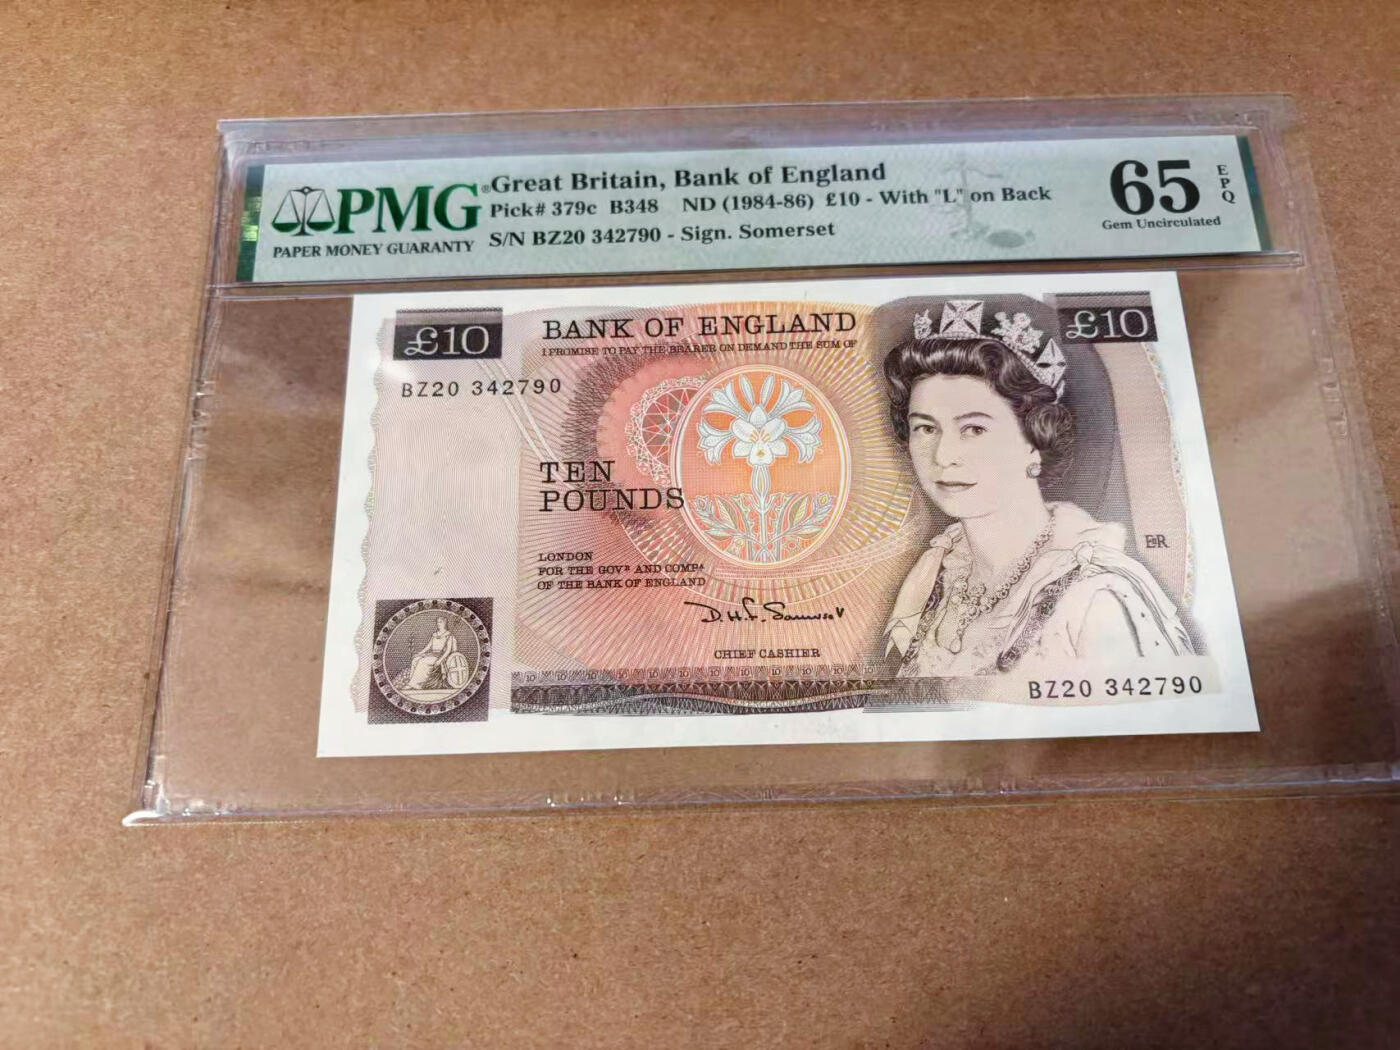 PMG®
PAPER MONEY GUARANTY
Great Britain, Bank of England
Pick# 379c B348 ND (1984-86) £10 - With "L" on Back
S/N BZ20 342790 - Sign. Somerset
65
EPQ
Gem Uncirculated
£10
BANK OF ENGLAND
I PROMISE TO PAY THE BEARER ON DEMAND THE SUM OF
£10
BZ20 342790
TEN
POUNDS
LONDON
FOR THE GOVR AND COMPA
OF THE BANK OF ENGLAND
EIIR
D.H.F. Somerset
CHIEF CASHIER
BZ20 342790